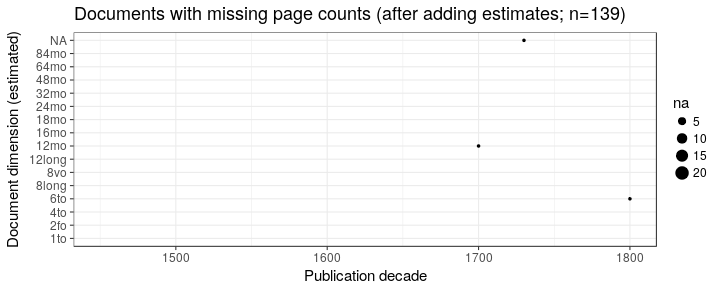 Documents with missing page counts (after adding estimates; n=139)
Document dimension (estimated)
NA
84mo
64mo
48mo
32mo
24mo
18mo
16mo
12mo
12long
8vo
8long
6to
4to
2fo
1to
1500 1600 1700 1800
Publication decade
na
5
10
15
20